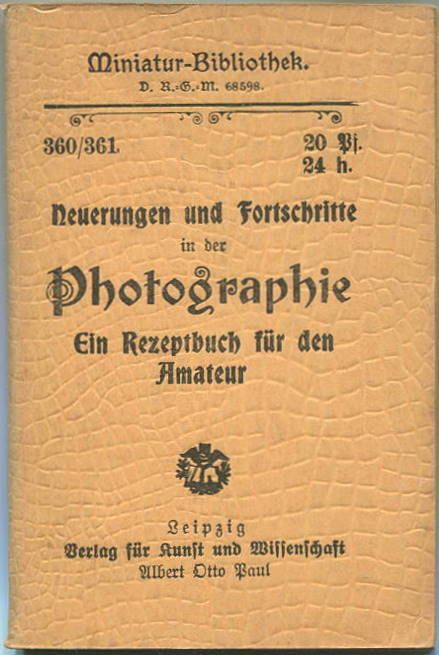 Miniatur-Bibliothek.
D. R.-G.-M. 68598.
360/361.
20 Pf.
24 h.
Neuerungen und Fortschritte
in der
Photographie
Ein Rezeptbuch für den
Amateur
Leipzig
Verlag für Kunst und Wissenschaft
Albert Otto Paul